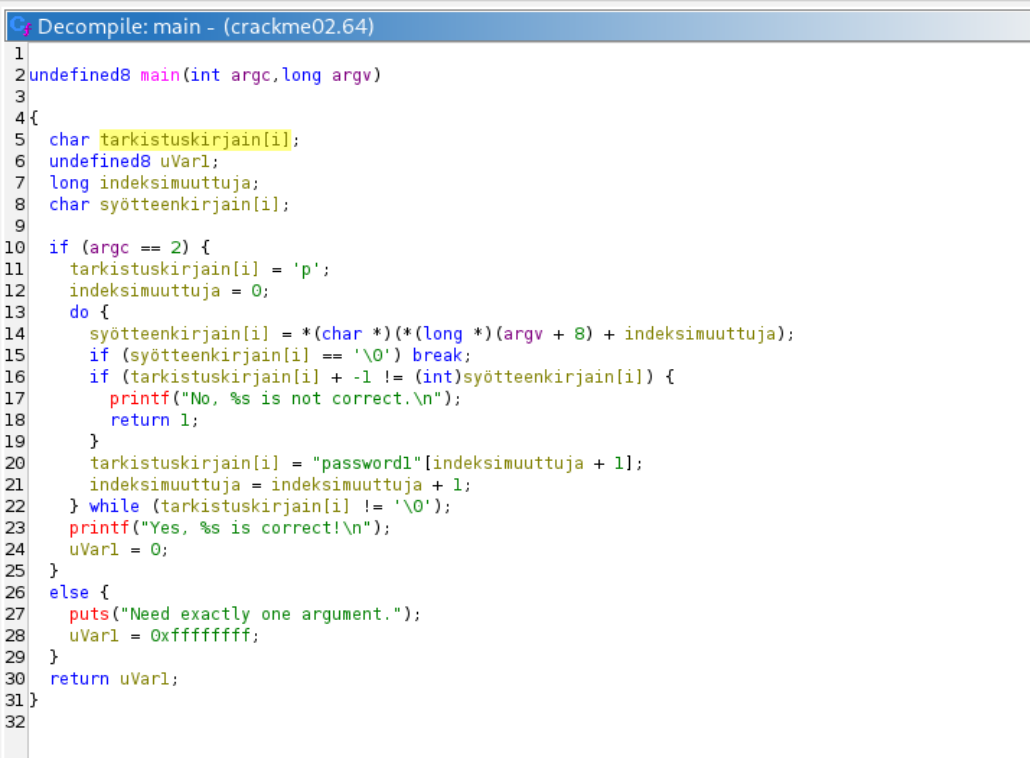 Decompile: main - (crackme02.64)
1
2 undefined8 main(int argc,long argv)
3
4 {
5 char tarkistuskirjain[i];
6 undefined8 uVar1;
7 long indeksimuuttuja;
8 char syötteenkirjain[i];
9
10 if (argc == 2) {
11 tarkistuskirjain[i] = 'p';
12 indeksimuuttuja = 0;
13 do {
14 syötteenkirjain[i] = *(char *)(*(long *)(argv + 8) + indeksimuuttuja);
15 if (syötteenkirjain[i] == '\0') break;
16 if (tarkistuskirjain[i] + -1 != (int)syötteenkirjain[i]) {
17 printf("No, %s is not correct.\n");
18 return 1;
19 }
20 tarkistuskirjain[i] = "password1"[indeksimuuttuja + 1];
21 indeksimuuttuja = indeksimuuttuja + 1;
22 } while (tarkistuskirjain[i] != '\0');
23 printf("Yes, %s is correct!\n");
24 uVar1 = 0;
25 }
26 else {
27 puts("Need exactly one argument.");
28 uVar1 = 0xffffffff;
29 }
30 return uVar1;
31 }
32